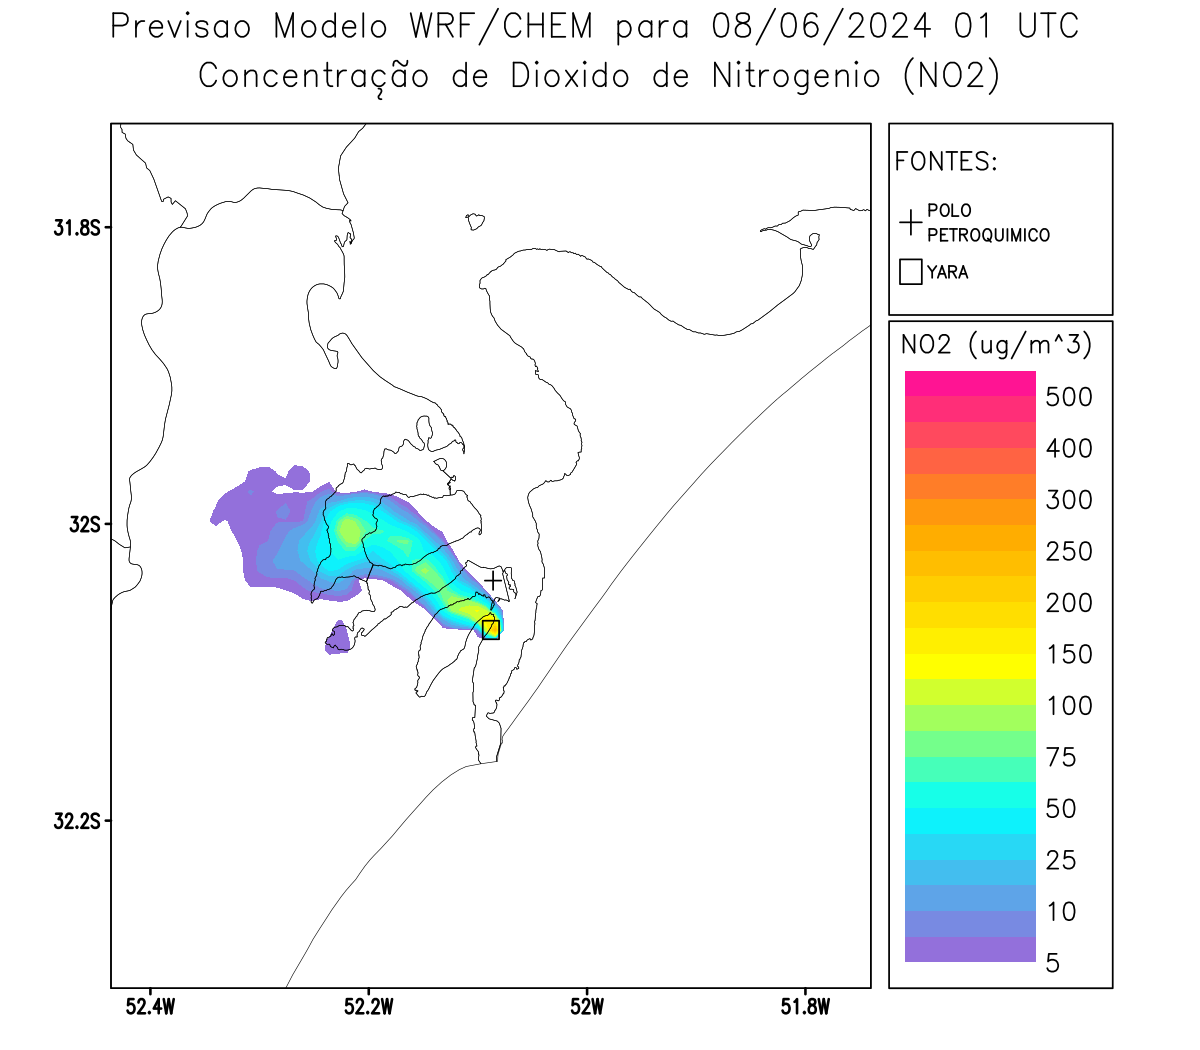 Previsao Modelo WRF/CHEM para 08/06/2024 01 UTC
Concentração de Dioxido de Nitrogenio (NO2)
FONTES:
POLO
PETROQUIMICO
YARA
NO2 (ug/m^3)
500
400
300
250
200
150
100
75
50
25
10
5
31.8S
32S
32.2S
52.4W
52.2W
52W
51.8W